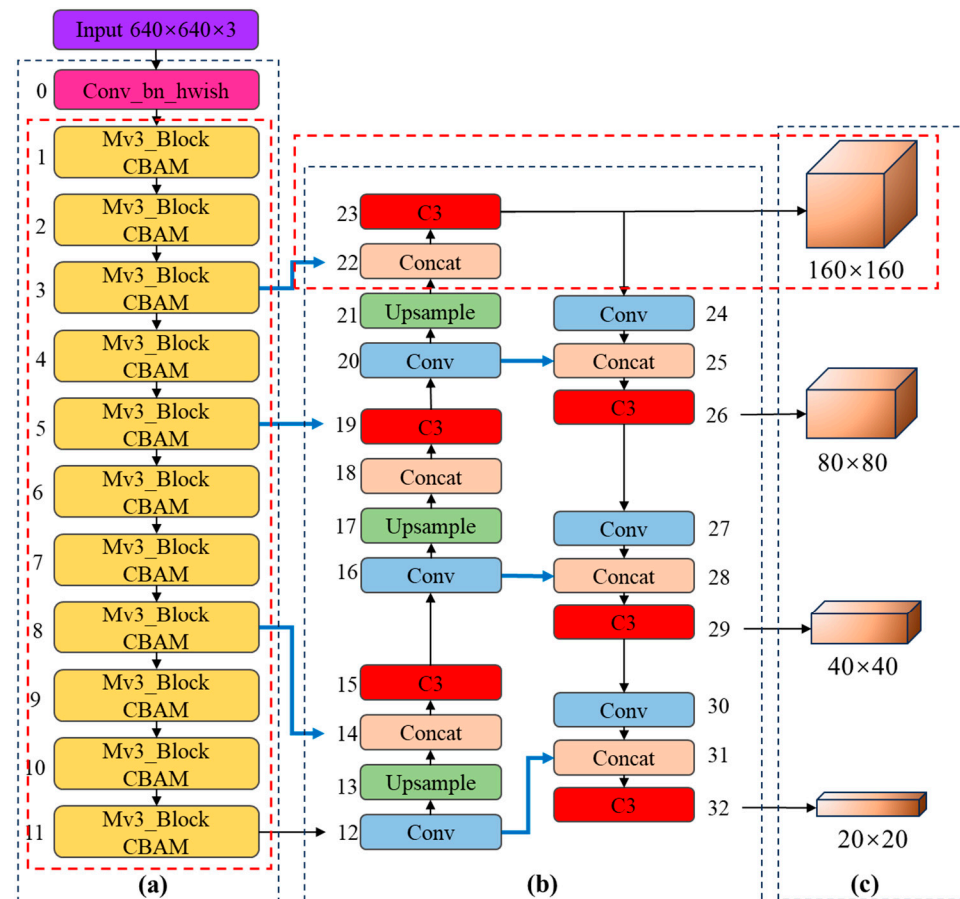 Input 640×640×3
0
Conv_bn_hwish
1
Mv3_Block
CBAM
2
Mv3_Block
CBAM
3
Mv3_Block
CBAM
4
Mv3_Block
CBAM
5
Mv3_Block
CBAM
6
Mv3_Block
CBAM
7
Mv3_Block
CBAM
8
Mv3_Block
CBAM
9
Mv3_Block
CBAM
10
Mv3_Block
CBAM
11
Mv3_Block
CBAM
(a)
23
C3
22
Concat
21
Upsample
20
Conv
19
C3
18
Concat
17
Upsample
16
Conv
15
C3
14
Concat
13
Upsample
12
Conv
Conv
24
Concat
25
C3
26
Conv
27
Concat
28
C3
29
Conv
30
Concat
31
C3
32
(b)
160×160
80×80
40×40
20×20
(c)